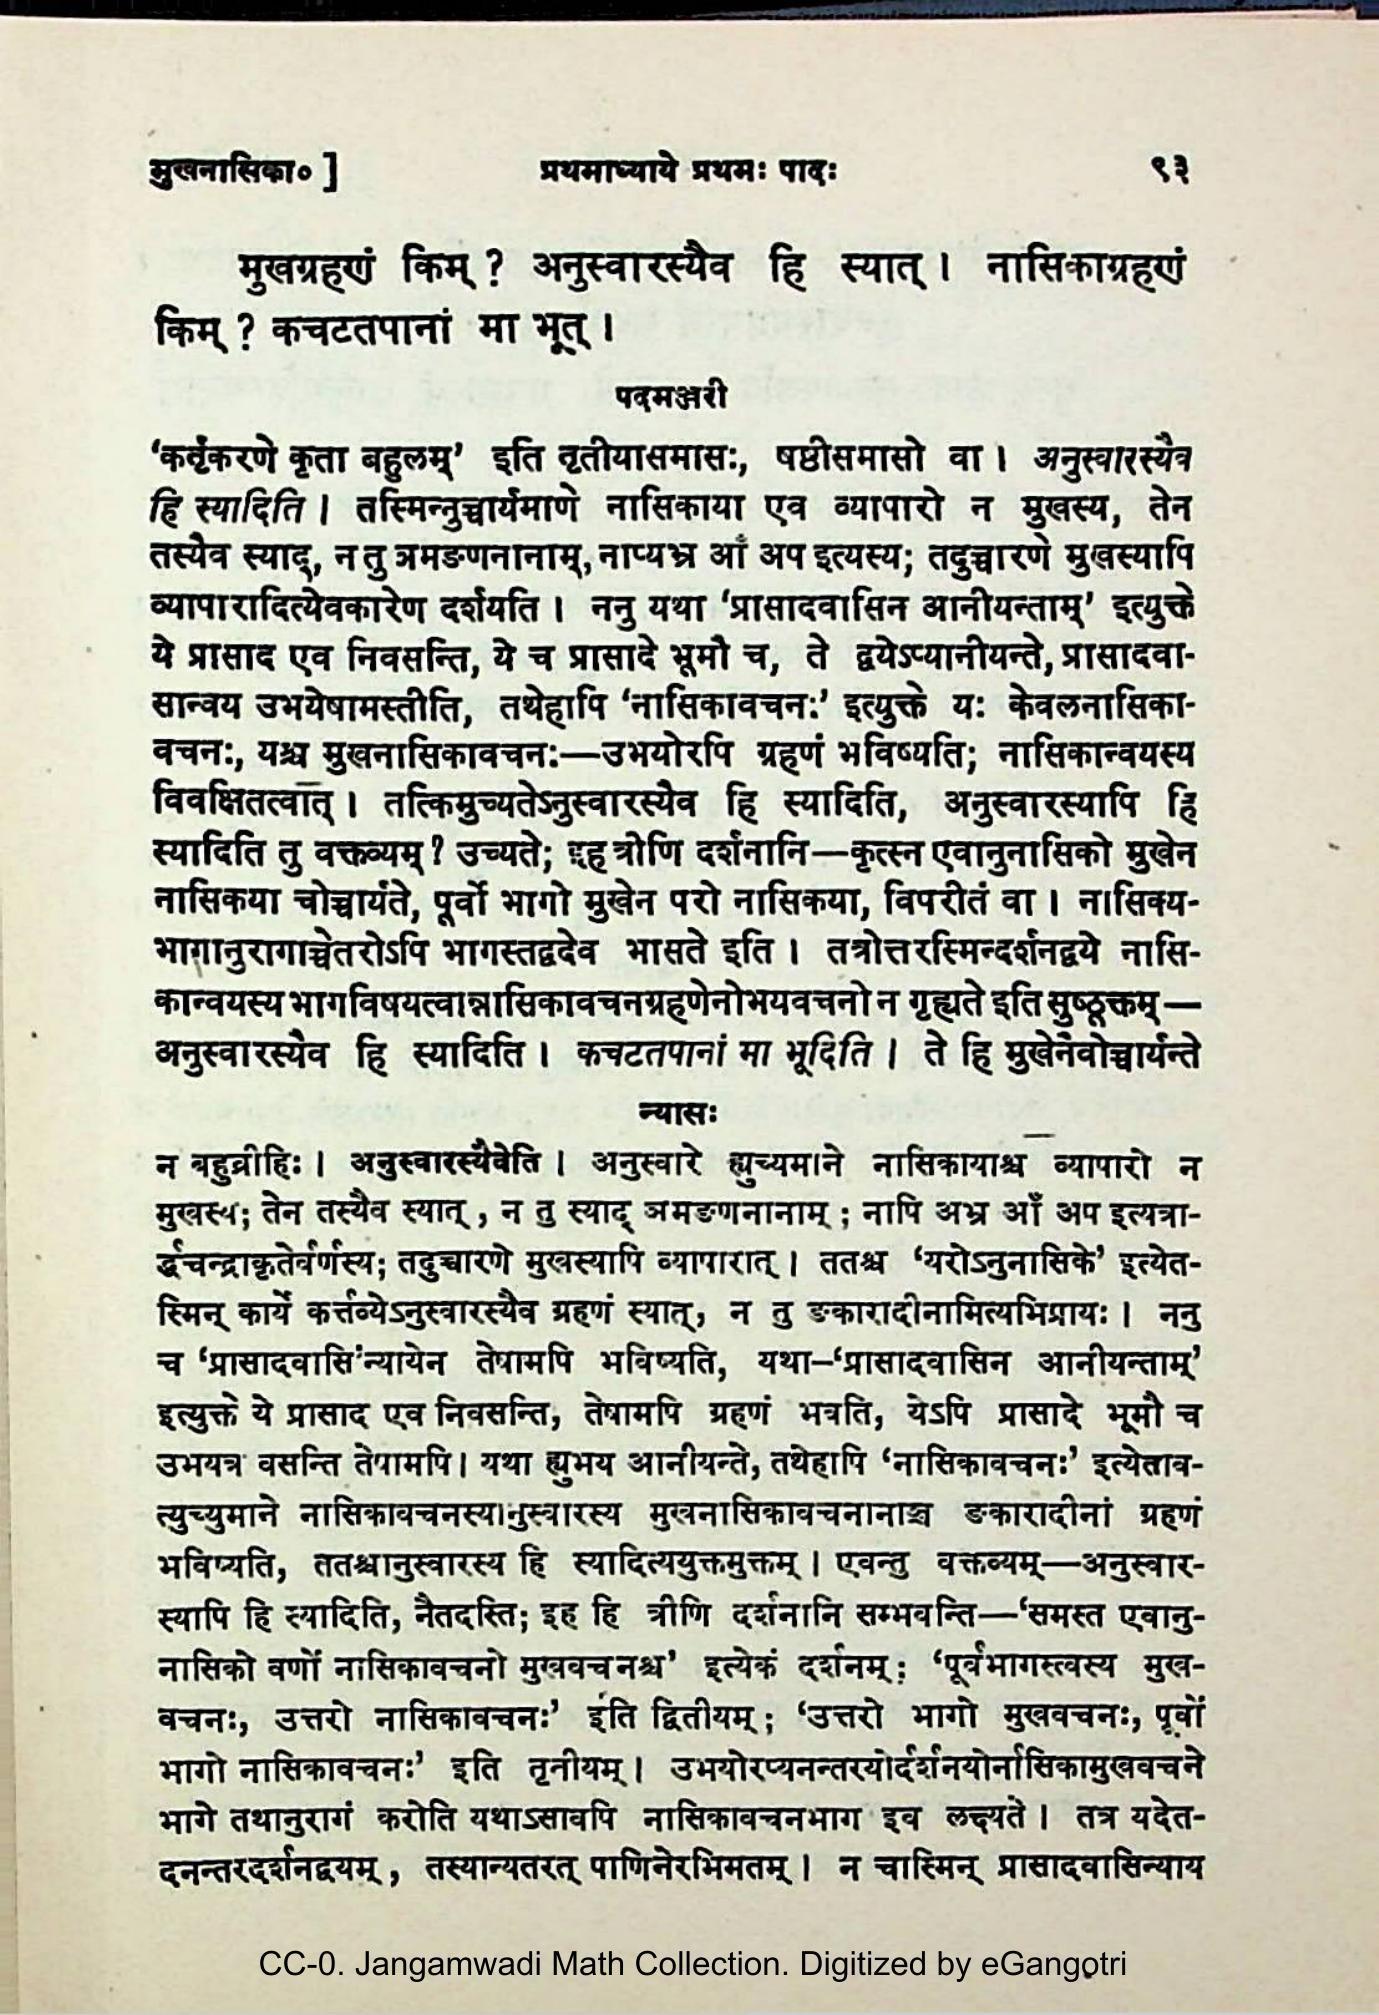 मुखनासिका० ] प्रथमाध्याये प्रथमः पादः ९३
मुखग्रहणं किम् ? अनुस्वारस्यैव हि स्यात् । नासिकाग्रहणं
किम् ? कचटतपानां मा भूत् ।
पदमञ्जरी
‘कर्तृकरणे कृता बहुलम्’ इति तृतीयासमासः, षष्ठीसमासो वा । अनुस्वारस्यैव
हि स्यादिति । तस्मिन्नुच्चार्यमाणे नासिकाया एव व्यापारो न मुखस्य, तेन
तस्यैव स्याद्, न तु ञमङणनानाम्, नाप्यभ्र आँ अप इत्यस्य; तदुच्चारणे मुखस्यापि
व्यापारादित्येवकारेण दर्शयति । ननु यथा ‘प्रासादवासिन आनीयन्ताम्’ इत्युक्ते
ये प्रासाद एव निवसन्ति, ये च प्रासादे भूमौ च, ते द्वयेऽप्यानीयन्ते, प्रासादवा-
सान्वय उभयेषामस्तीति, तथेहापि ‘नासिकावचनः’ इत्युक्ते यः केवलनासिका-
वचनः, यश्च मुखनासिकावचनः—उभयोरपि ग्रहणं भविष्यति; नासिकान्वयस्य
विवक्षितत्वात् । तत्किमुच्यतेऽनुस्वारस्यैव हि स्यादिति, अनुस्वारस्यापि हि
स्यादिति तु वक्तव्यम् ? उच्यते; इह त्रीणि दर्शनानि—कृत्स्न एवानुनासिको मुखेन
नासिकया चोच्चार्यते, पूर्वो भागो मुखेन परो नासिकया, विपरीतं वा । नासिक्य-
भागानुरागाच्चेतरोऽपि भागस्तद्वदेव भासते इति । तत्रोत्तरस्मिन्दर्शनद्वये नासि-
कान्वयस्य भागविषयत्वान्नासिकावचनग्रहणेनोभयवचनो न गृह्यते इति सुष्ठूक्तम्—
अनुस्वारस्यैव हि स्यादिति । कचटतपानां मा भूदिति । ते हि मुखेनैवोच्चार्यन्ते
न्यासः
न बहुव्रीहिः । अनुस्वारस्यैवेति । अनुस्वारे ह्युच्यमाने नासिकायाश्च व्यापारो न
मुखस्य; तेन तस्यैव स्यात् , न तु स्याद् ञमङणनानाम् ; नापि अभ्र आँ अप इत्यत्रा-
र्द्धचन्द्राकृतेर्वर्णस्य; तदुच्चारणे मुखस्यापि व्यापारात् । ततश्च ‘यरोऽनुनासिके’ इत्येत-
स्मिन् कार्ये कर्त्तव्येऽनुस्वारस्यैव ग्रहणं स्यात्, न तु ङकारादीनामित्यभिप्रायः । ननु
च ‘प्रासादवासि’न्यायेन तेषामपि भविष्यति, यथा–‘प्रासादवासिन आनीयन्ताम्’
इत्युक्ते ये प्रासाद एव निवसन्ति, तेषामपि ग्रहणं भवति, येऽपि प्रासादे भूमौ च
उभयत्र वसन्ति तेषामपि । यथा ह्युभय आनीयन्ते, तथेहापि ‘नासिकावचनः’ इत्येताव-
त्युच्युमाने नासिकावचनस्यानुस्वारस्य मुखनासिकावचनानाञ्च ङकारादीनां ग्रहणं
भविष्यति, ततश्चानुस्वारस्य हि स्यादित्ययुक्तमुक्तम् । एवन्तु वक्तव्यम्—अनुस्वार-
स्यापि हि स्यादिति, नैतदस्ति; इह हि त्रीणि दर्शनानि सम्भवन्ति—‘समस्त एवानु-
नासिको वर्णो नासिकावचनो मुखवचनश्च’ इत्येकं दर्शनम् ; ‘पूर्वभागस्त्वस्य मुख-
वचनः, उत्तरो नासिकावचनः’ इति द्वितीयम् ; ‘उत्तरो भागो मुखवचनः, पूर्वो
भागो नासिकावचनः’ इति तृतीयम् । उभयोरप्यनन्तरयोर्दर्शनयोर्नासिकामुखवचने
भागे तथानुरागं करोति यथाऽसावपि नासिकावचनभाग इव लक्ष्यते । तत्र यदेत-
दनन्तरदर्शनद्वयम् , तस्यान्यतरत् पाणिनेरभिमतम् । न चास्मिन् प्रासादवासिन्याय
CC-0. Jangamwadi Math Collection. Digitized by eGangotri